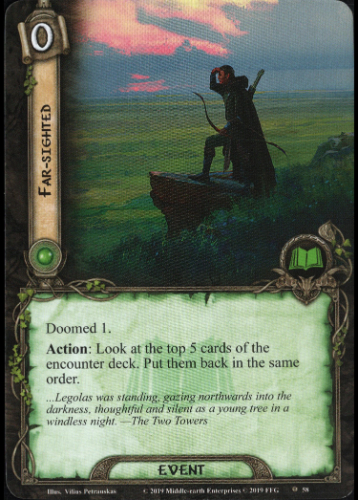 0
FAR-SIGHTED
Doomed 1.
Action: Look at the top 5 cards of the
encounter deck. Put them back in the same
order.
...Legolas was standing, gazing northwards into the
darkness, thoughtful and silent as a young tree in a
windless night. —The Two Towers
EVENT
Illus. Vilius Petrauskas © 2019 Middle-earth Enterprises © 2019 FFG 58